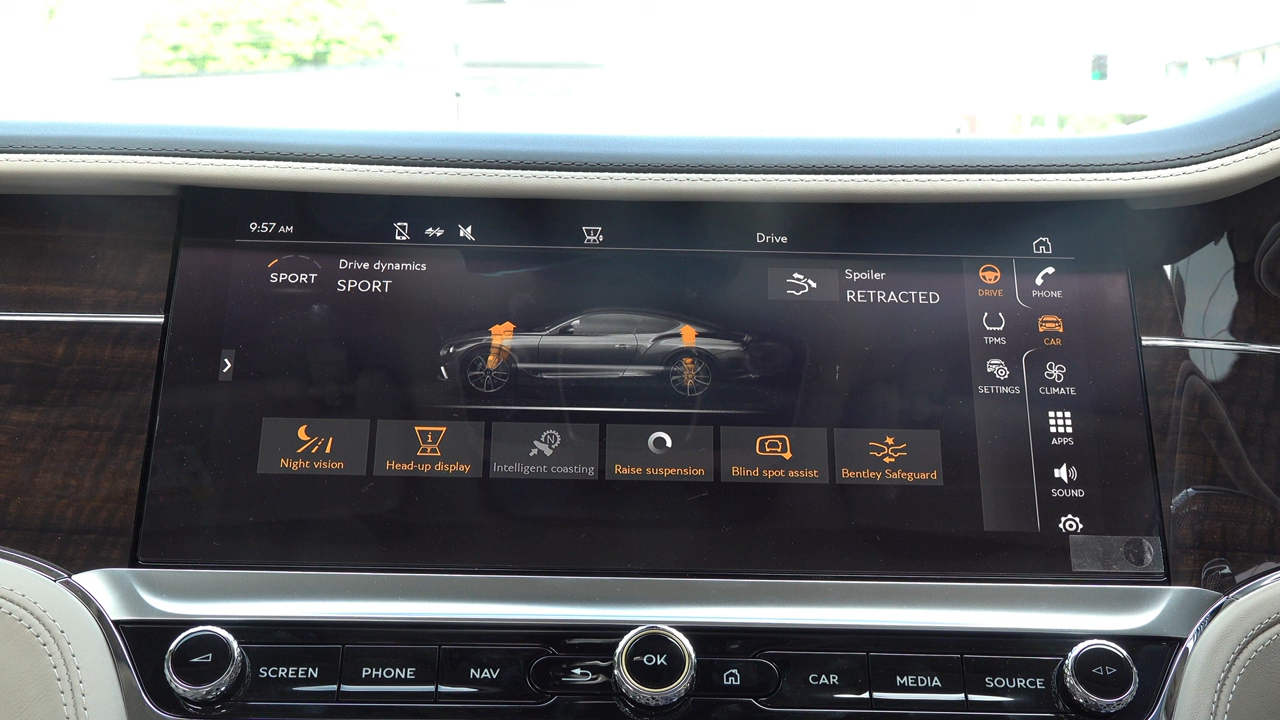 9:57 AM
Drive
SPORT
Drive dynamics
SPORT
Spoiler
RETRACTED
DRIVE
PHONE
TPMS
CAR
SETTINGS
CLIMATE
APPS
SOUND
Night vision
Head-up display
N
Intelligent coasting
Raise suspension
Blind spot assist
Bentley Safeguard
SCREEN
PHONE
NAV
OK
CAR
MEDIA
SOURCE